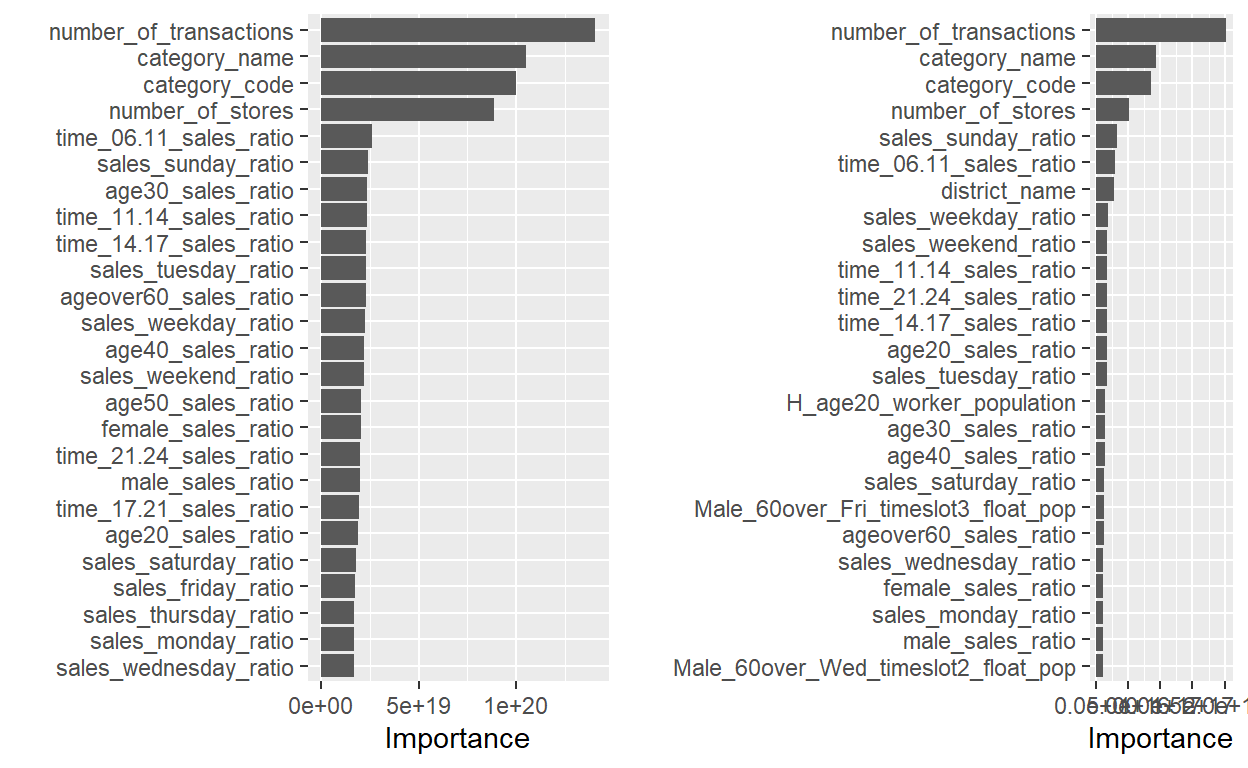 number_of_transactions
category_name
category_code
number_of_stores
time_06.11_sales_ratio
sales_sunday_ratio
age30_sales_ratio
time_11.14_sales_ratio
time_14.17_sales_ratio
sales_tuesday_ratio
ageover60_sales_ratio
sales_weekday_ratio
age40_sales_ratio
sales_weekend_ratio
age50_sales_ratio
female_sales_ratio
time_21.24_sales_ratio
male_sales_ratio
time_17.21_sales_ratio
age20_sales_ratio
sales_saturday_ratio
sales_friday_ratio
sales_thursday_ratio
sales_monday_ratio
sales_wednesday_ratio
0e+00 5e+19 1e+20
Importance
number_of_transactions
category_name
category_code
number_of_stores
sales_sunday_ratio
time_06.11_sales_ratio
district_name
sales_weekday_ratio
sales_weekend_ratio
time_11.14_sales_ratio
time_21.24_sales_ratio
time_14.17_sales_ratio
age20_sales_ratio
sales_tuesday_ratio
H_age20_worker_population
age30_sales_ratio
age40_sales_ratio
sales_saturday_ratio
Male_60over_Fri_timeslot3_float_pop
ageover60_sales_ratio
sales_wednesday_ratio
female_sales_ratio
sales_monday_ratio
male_sales_ratio
Male_60over_Wed_timeslot2_float_pop
Importance